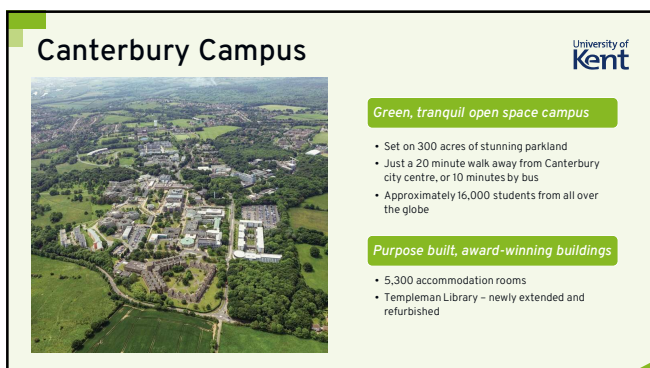 Canterbury Campus
University of
Kent
Green, tranquil open space campus
• Set on 300 acres of stunning parkland
• Just a 20 minute walk away from Canterbury
city centre, or 10 minutes by bus
• Approximately 16,000 students from all over
the globe
Purpose built, award-winning buildings
• 5,300 accommodation rooms
• Templeman Library – newly extended and
refurbished